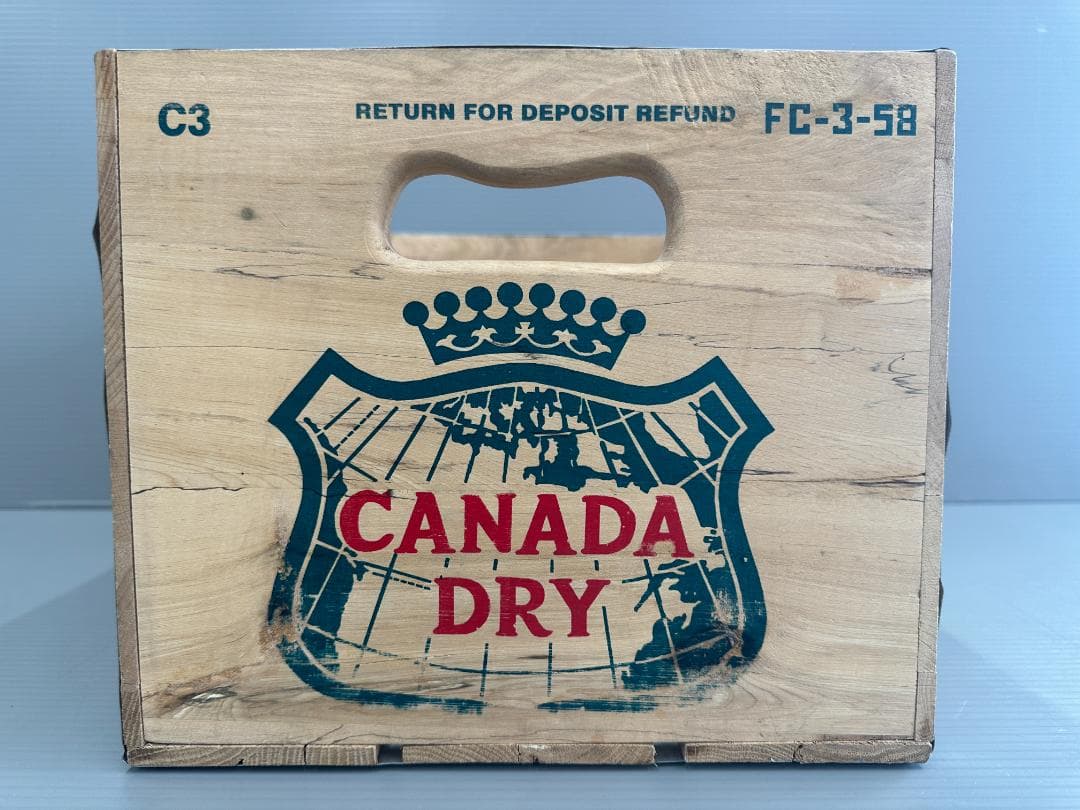 C3 RETURN FOR DEPOSIT REFUND FC-3-58
CANADA
DRY